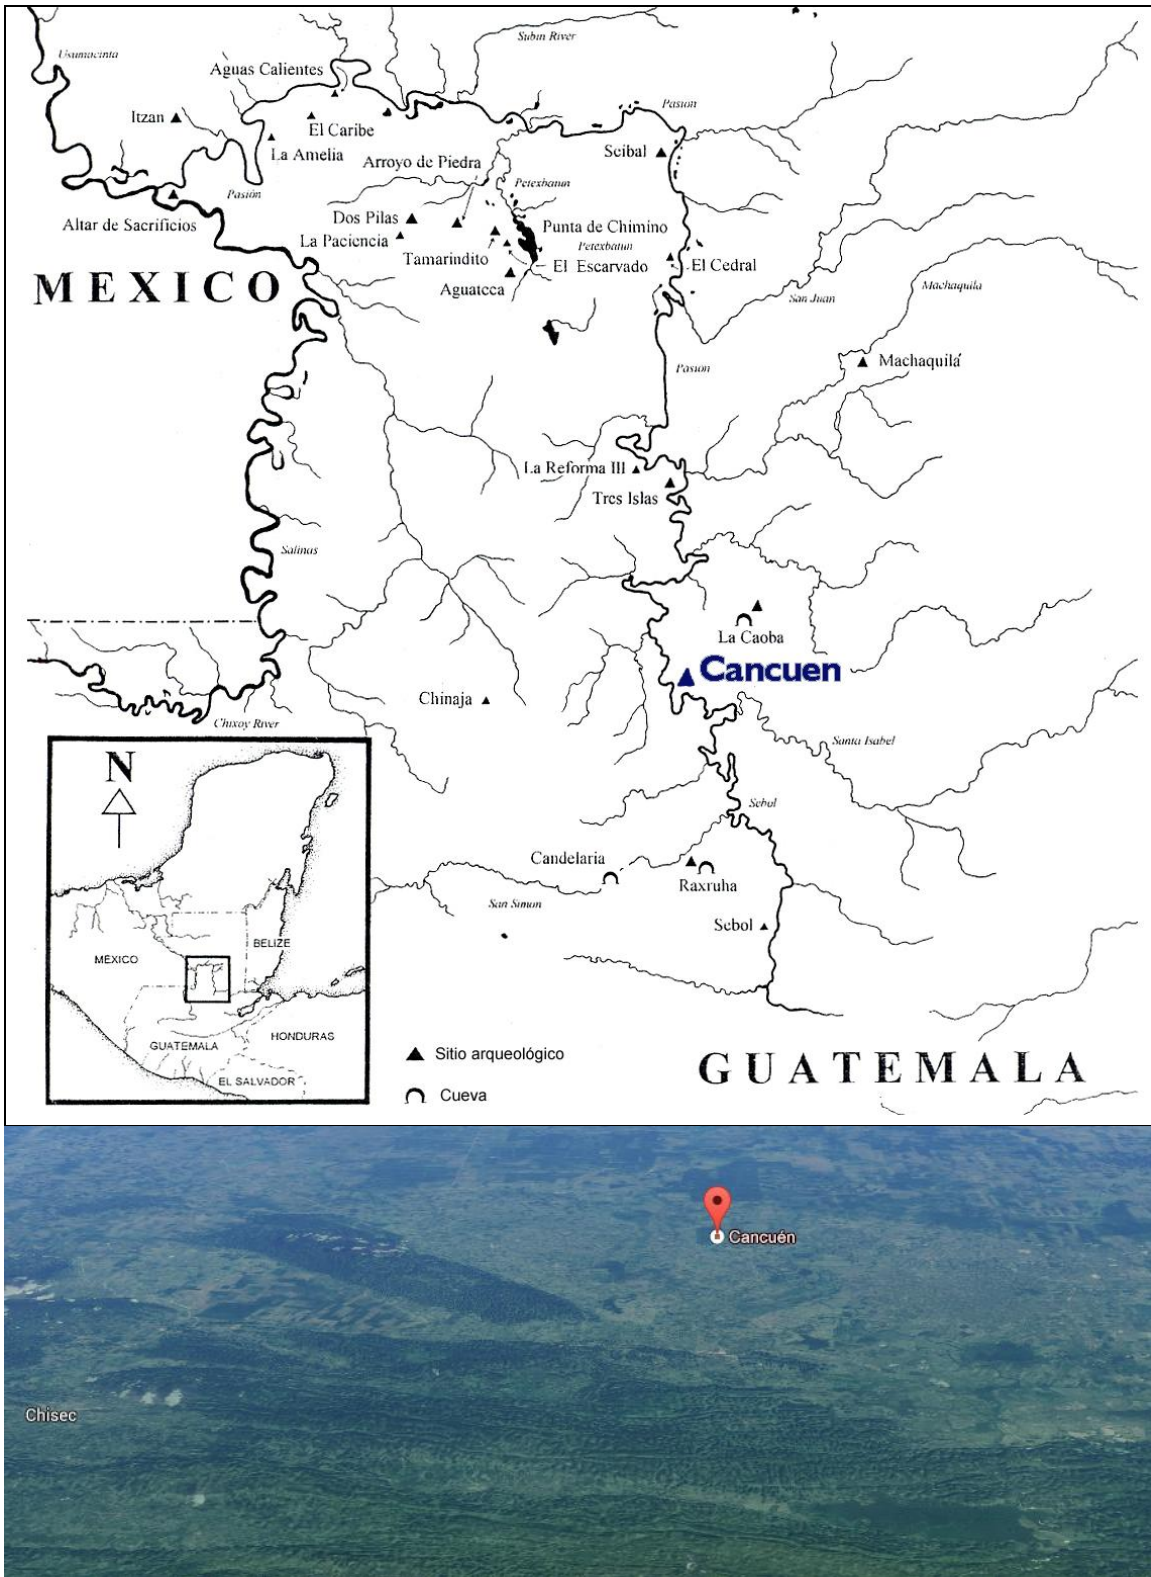 Usumacinta
Subin River
Aguas Calientes
Itzan
El Caribe
La Amelia
Pasion
Seibal
Arroyo de Piedra
Petexbatun
Pasión
Altar de Sacrificios
Dos Pilas
La Paciencia
Punta de Chimino
Petexbatun
Tamarindito
El Escarvado
El Cedral
Aguateca
MEXICO
San Juan
Machaquila
Machaquilá
Pasion
La Reforma III
Tres Islas
Salinas
La Caoba
Cancuen
Chinaja
Chixoy River
Santa Isabel
N
Sebol
Candelaria
Raxruha
San Simon
Sebol
BELIZE
MÉXICO
GUATEMALA
HONDURAS
EL SALVADOR
Sitio arqueológico
Cueva
GUATEMALA
Cancuén
Chisec